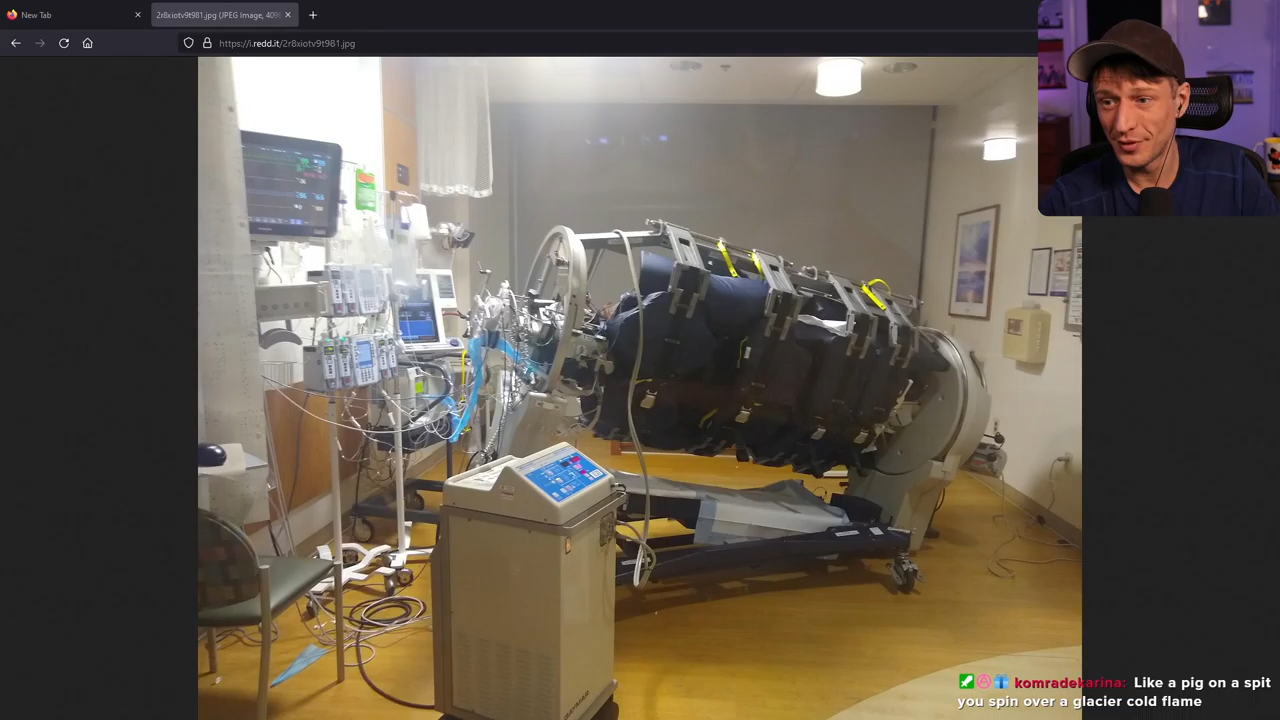 New Tab
2r8xiotv9t981.jpg (JPEG Image, 409
https://i.redd.it/2r8xiotv9t981.jpg
komradekarina: Like a pig on a spit
you spin over a glacier cold flame